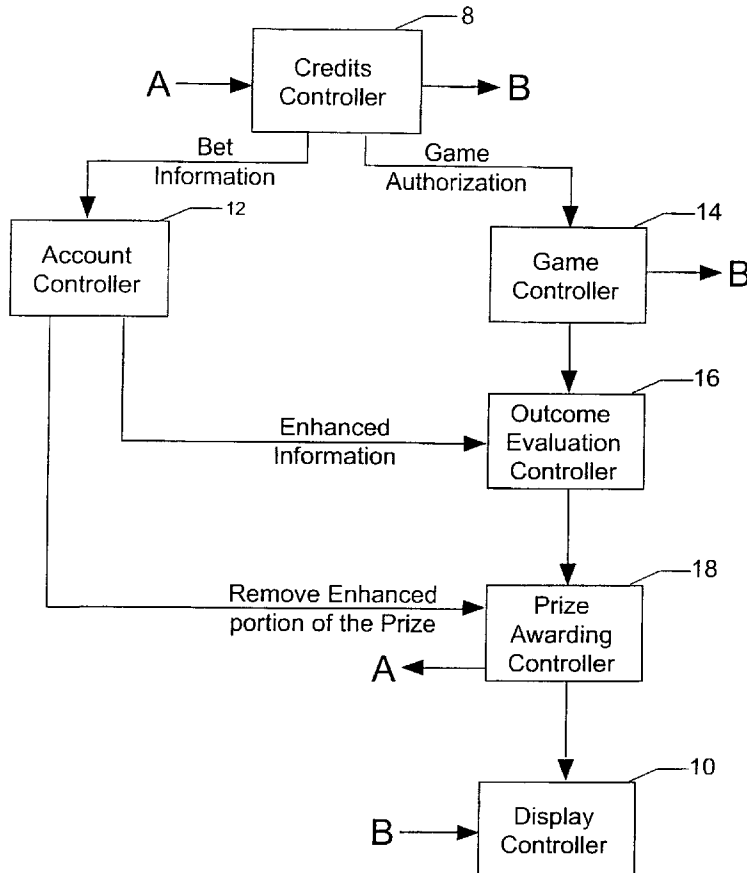 8
A
Credits
Controller
B
Bet
Information
Game
Authorization
12
14
Account
Controller
Game
Controller
B
16
Enhanced
Information
Outcome
Evaluation
Controller
18
Remove Enhanced
portion of the Prize
Prize
Awarding
Controller
A
10
B
Display
Controller